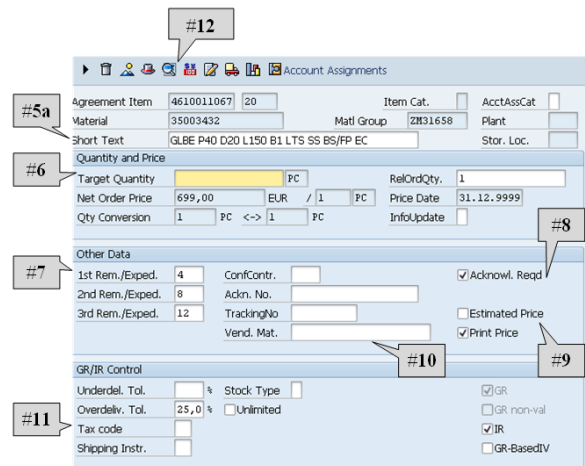 #12
Account Assignments
Agreement Item 4610011067 20 Item Cat. AcctAssCat
#5a
Material 35003432 Matl Group ZM31658 Plant
Short Text GLBE P40 D20 L150 B1 LTS SS BS/FP EC Stor. Loc.
Quantity and Price
#6
Target Quantity PC RelOrdQty. 1
Net Order Price 699,00 EUR / 1 PC Price Date 31.12.9999
Qty Conversion 1 PC <-> 1 PC InfoUpdate
#8
Other Data
#7
1st Rem./Exped. 4 ConfContr. Acknowl. Reqd
2nd Rem./Exped. 8 Ackn. No.
3rd Rem./Exped. 12 TrackingNo Estimated Price
Vend. Mat. Print Price
#10 #9
GR/IR Control
Underdel. Tol. % Stock Type GR
Overdeliv. Tol. 25,0 % Unlimited GR non-val
#11
Tax code IR
Shipping Instr. GR-BasedIV